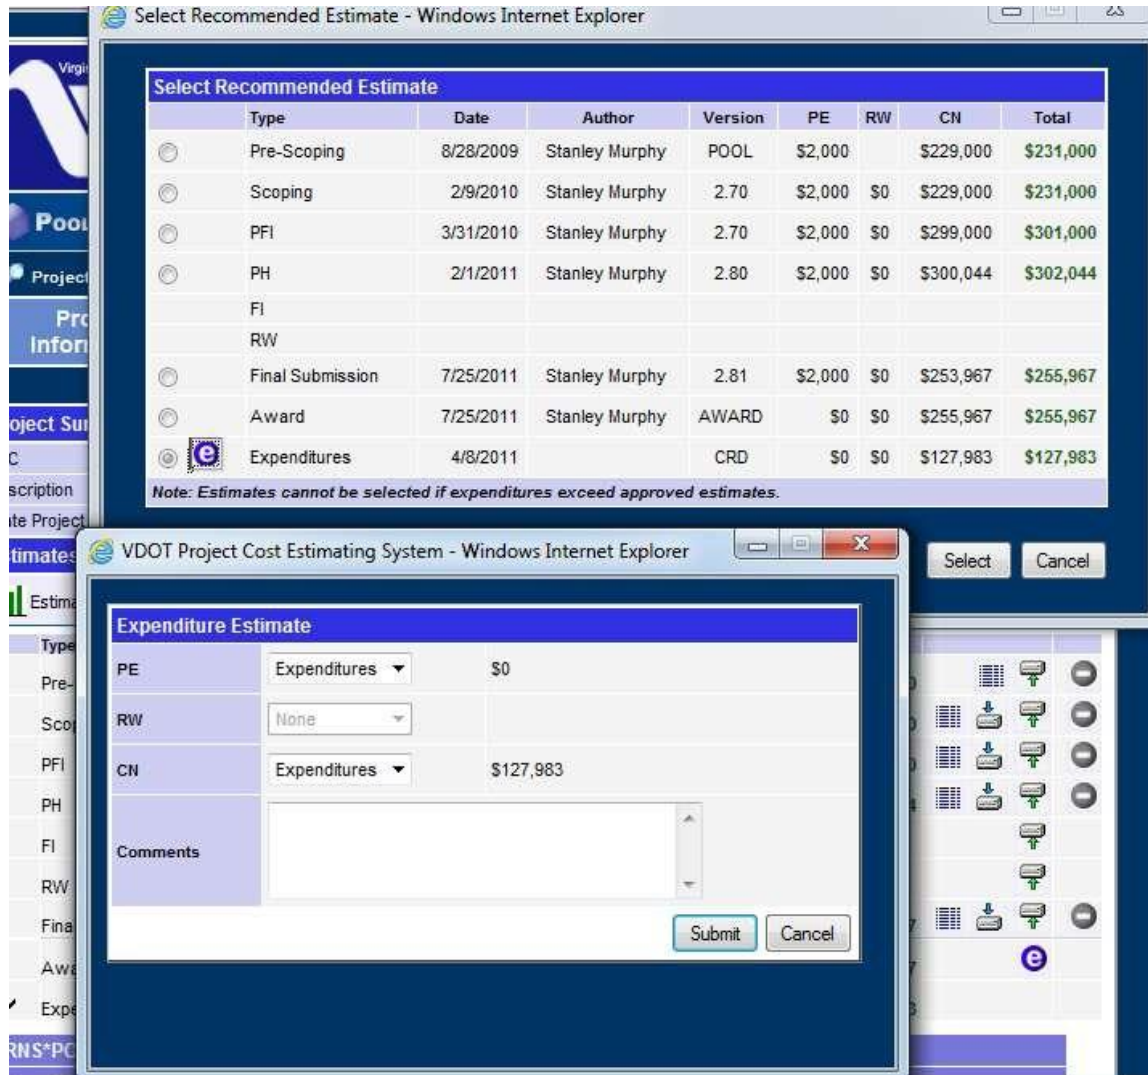 Select Recommended Estimate - Windows Internet Explorer
Select Recommended Estimate
Type Date Author Version PE RW CN Total
Pre-Scoping 8/28/2009 Stanley Murphy POOL $2,000 $229,000 $231,000
Scoping 2/9/2010 Stanley Murphy 2.70 $2,000 $0 $229,000 $231,000
PFI 3/31/2010 Stanley Murphy 2.70 $2,000 $0 $299,000 $301,000
PH 2/1/2011 Stanley Murphy 2.80 $2,000 $0 $300,044 $302,044
FI
RW
Final Submission 7/25/2011 Stanley Murphy 2.81 $2,000 $0 $253,967 $255,967
Award 7/25/2011 Stanley Murphy AWARD $0 $0 $255,967 $255,967
e Expenditures 4/8/2011 CRD $0 $0 $127,983 $127,983
Note: Estimates cannot be selected if expenditures exceed approved estimates.
Select Cancel
VDOT Project Cost Estimating System - Windows Internet Explorer
Expenditure Estimate
PE Expenditures $0
RW None
CN Expenditures $127,983
Comments
Submit Cancel
Virgi
Pool
Project
Pro
Infor
oject Su
C
scription
te Project
timates
Estima
Type
Pre-
Scop
PFI
PH
FI
RW
Fina
Awa
e
Expe
RNS*PC